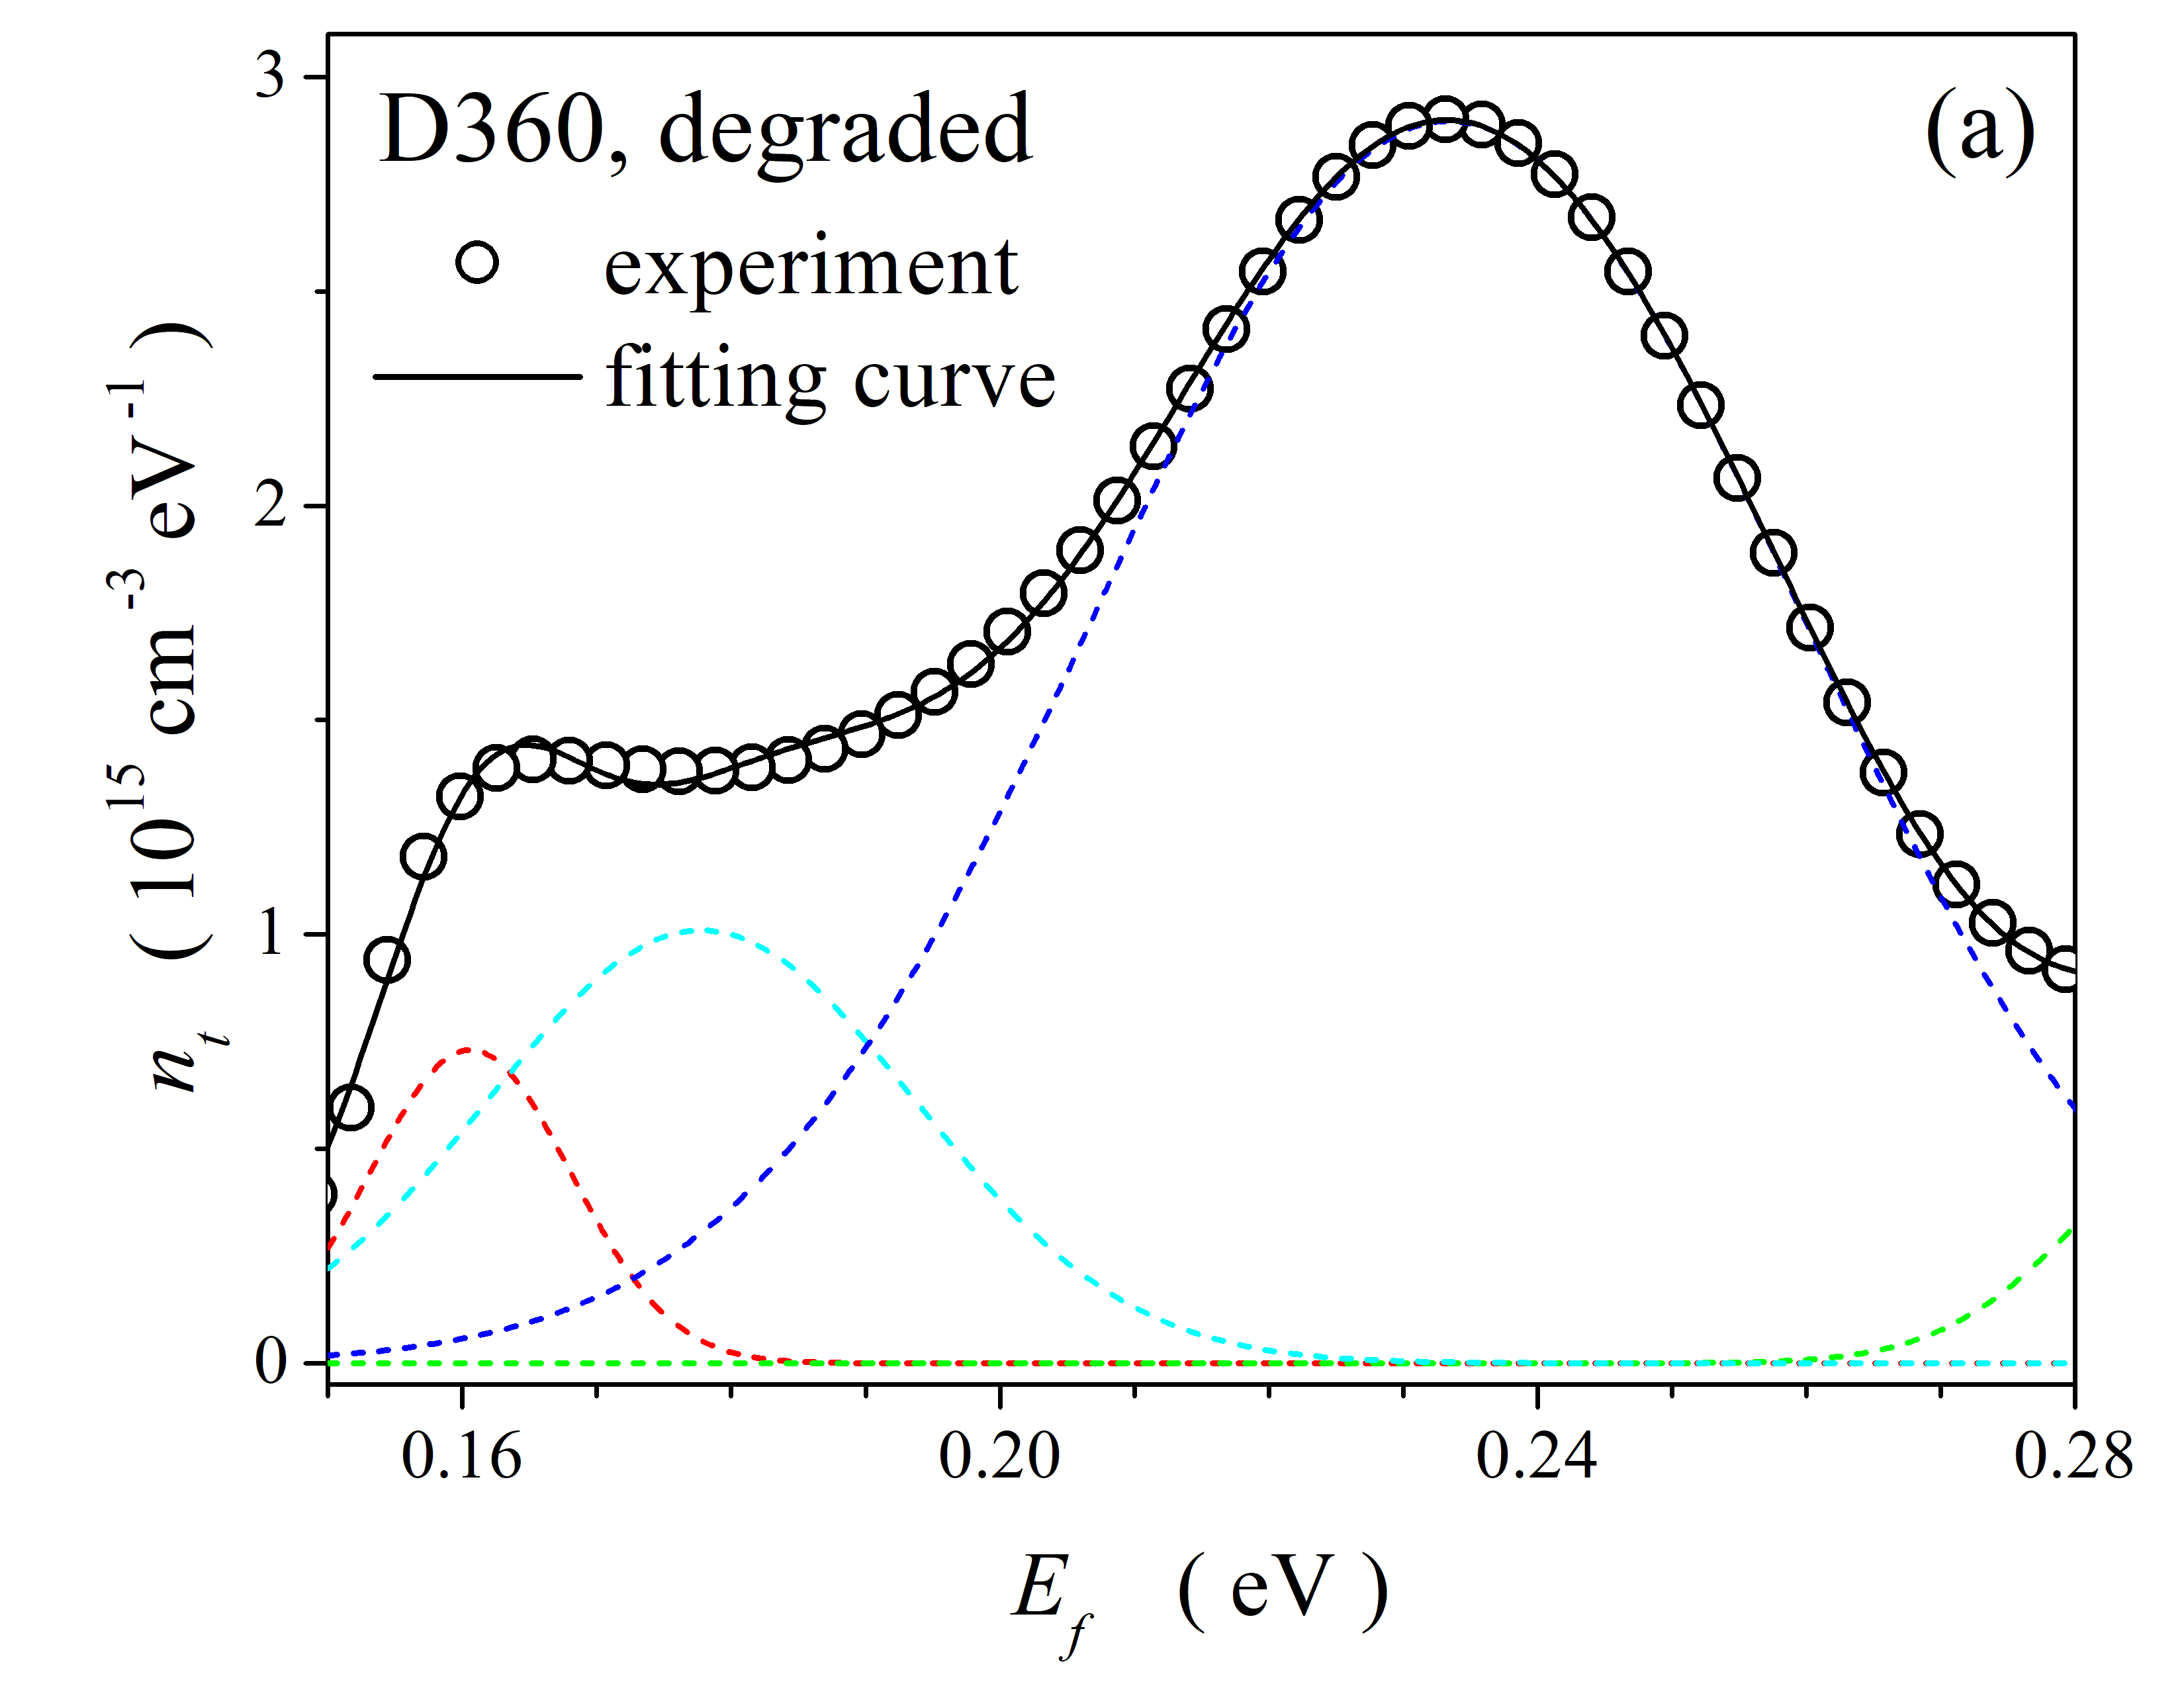 D360, degraded
(a)
experiment
fitting curve
3
2
1
0
n_t ( 10^15 cm^-3 eV^-1 )
0.16 0.20 0.24 0.28
E_f ( eV )